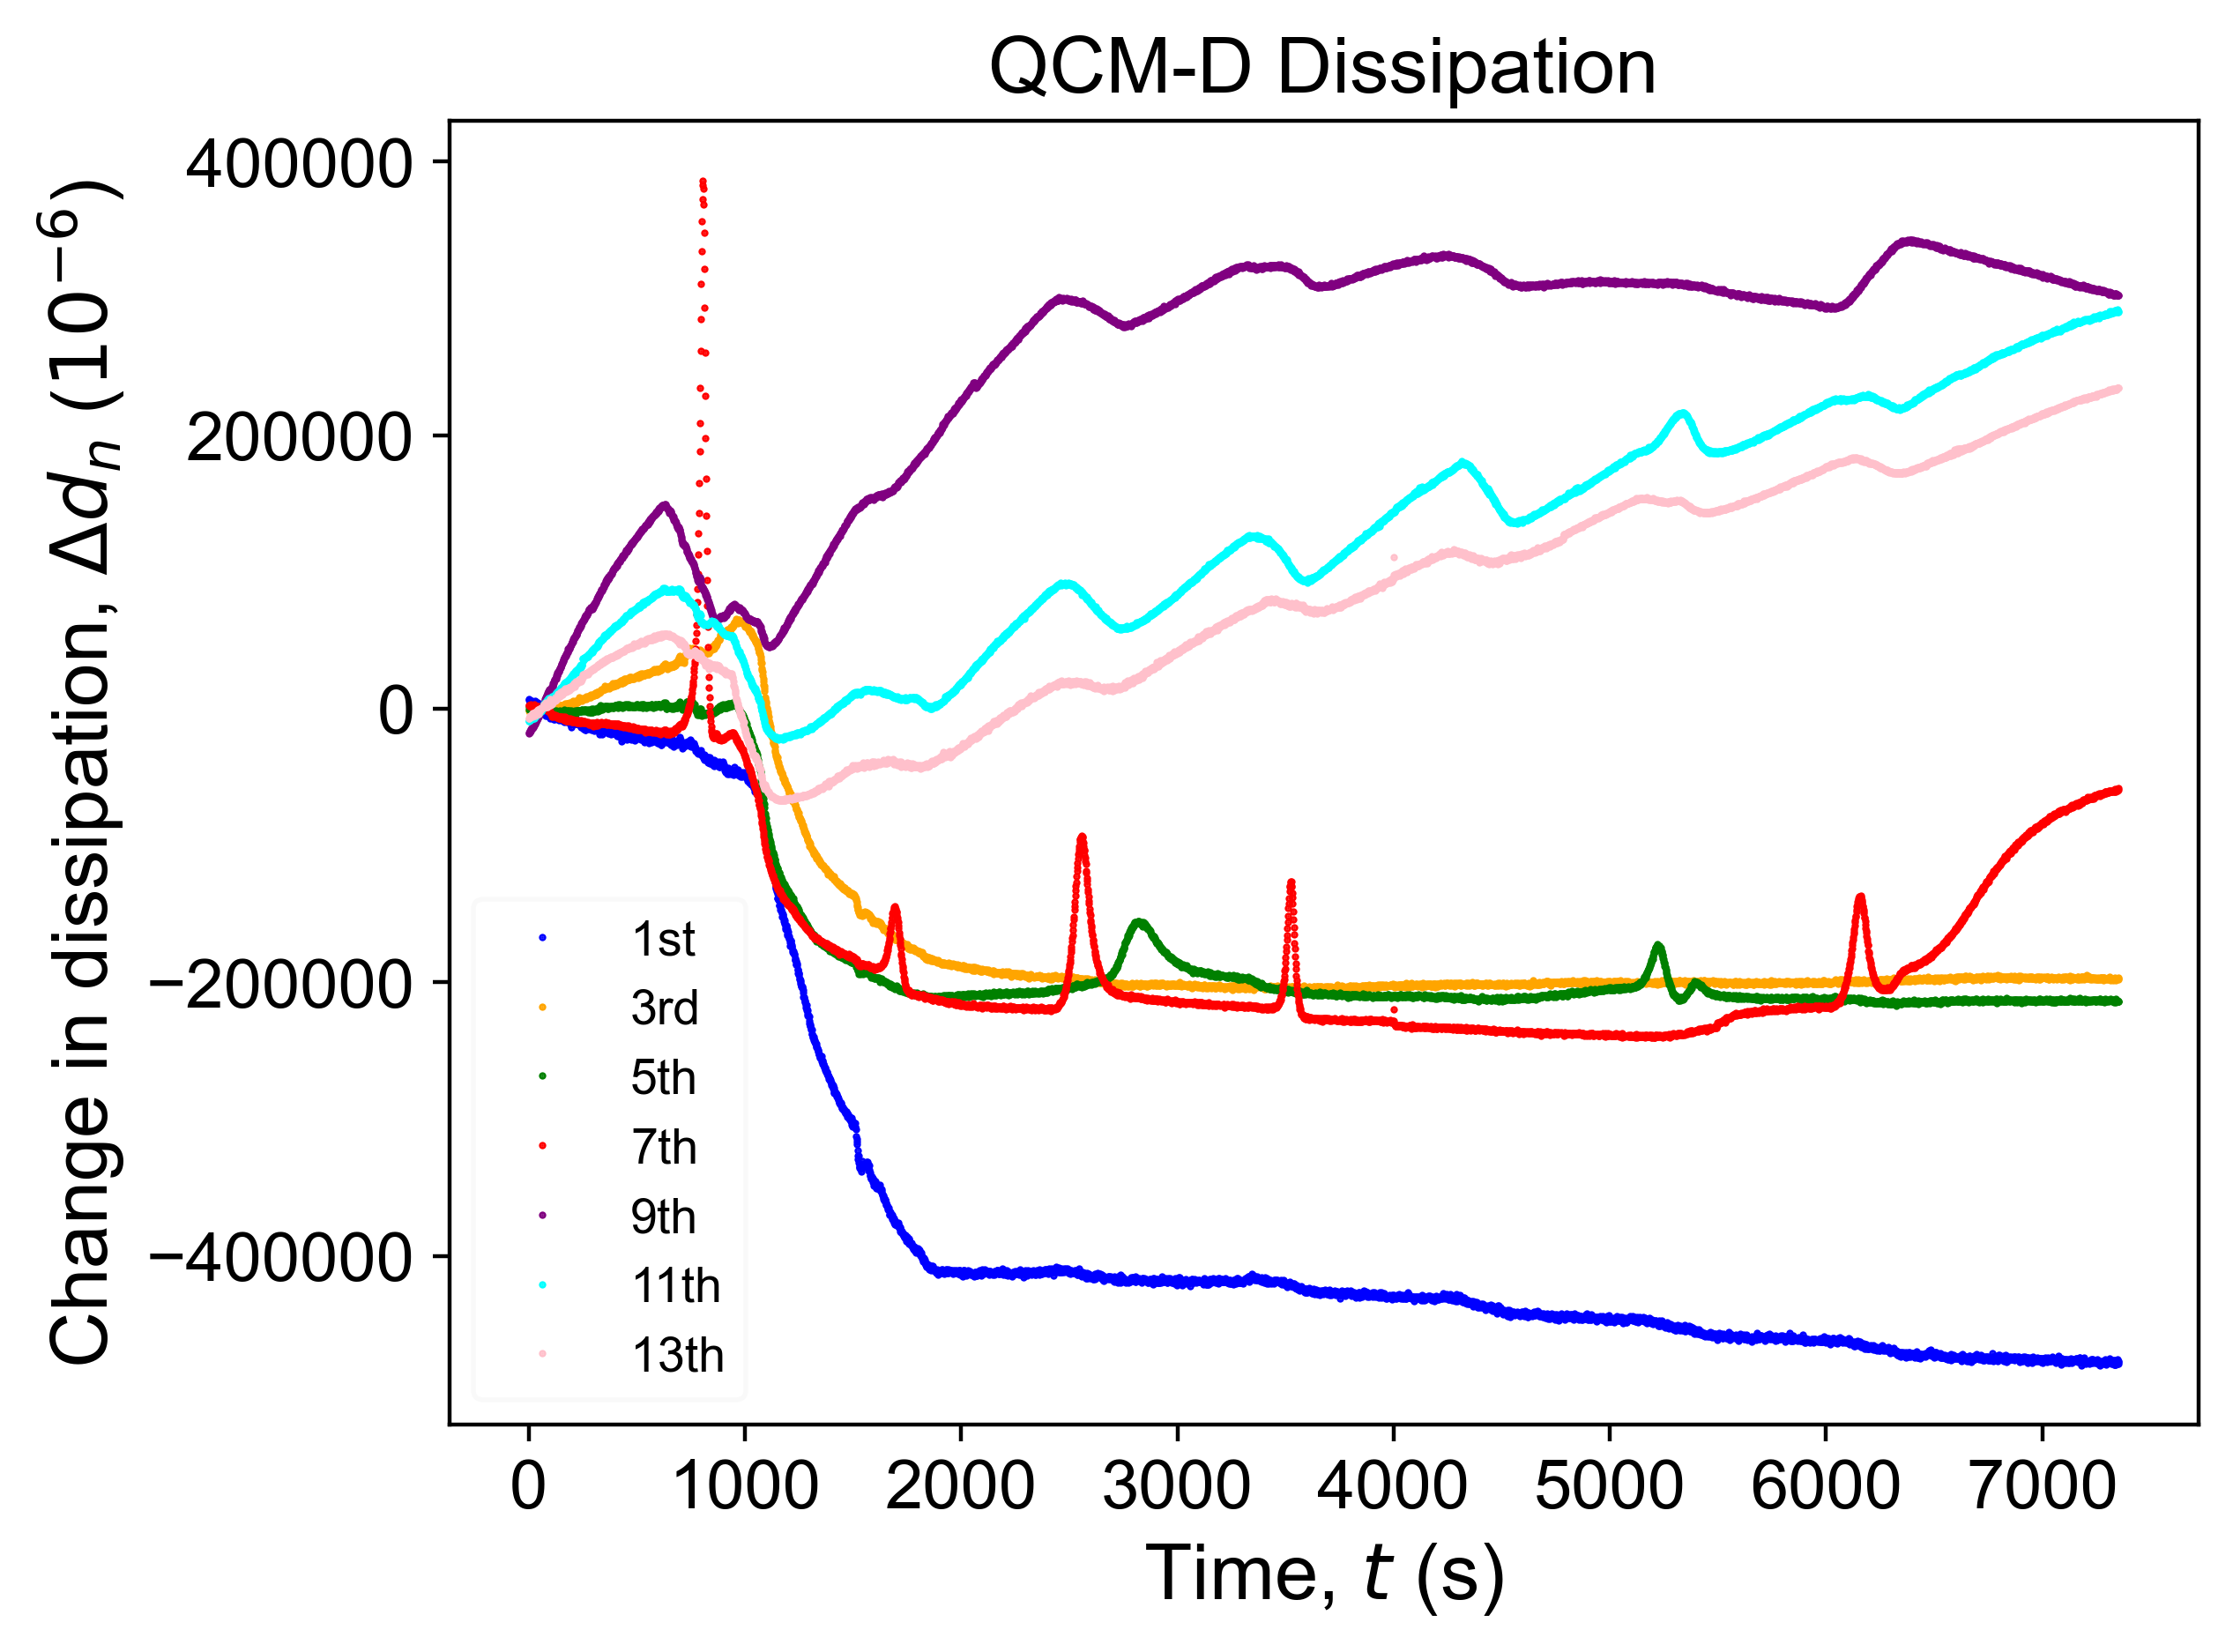 QCM-D Dissipation
Change in dissipation, Δdₙ (10⁻⁶)
400000
200000
0
−200000
−400000
1st
3rd
5th
7th
9th
11th
13th
0 1000 2000 3000 4000 5000 6000 7000
Time, t (s)